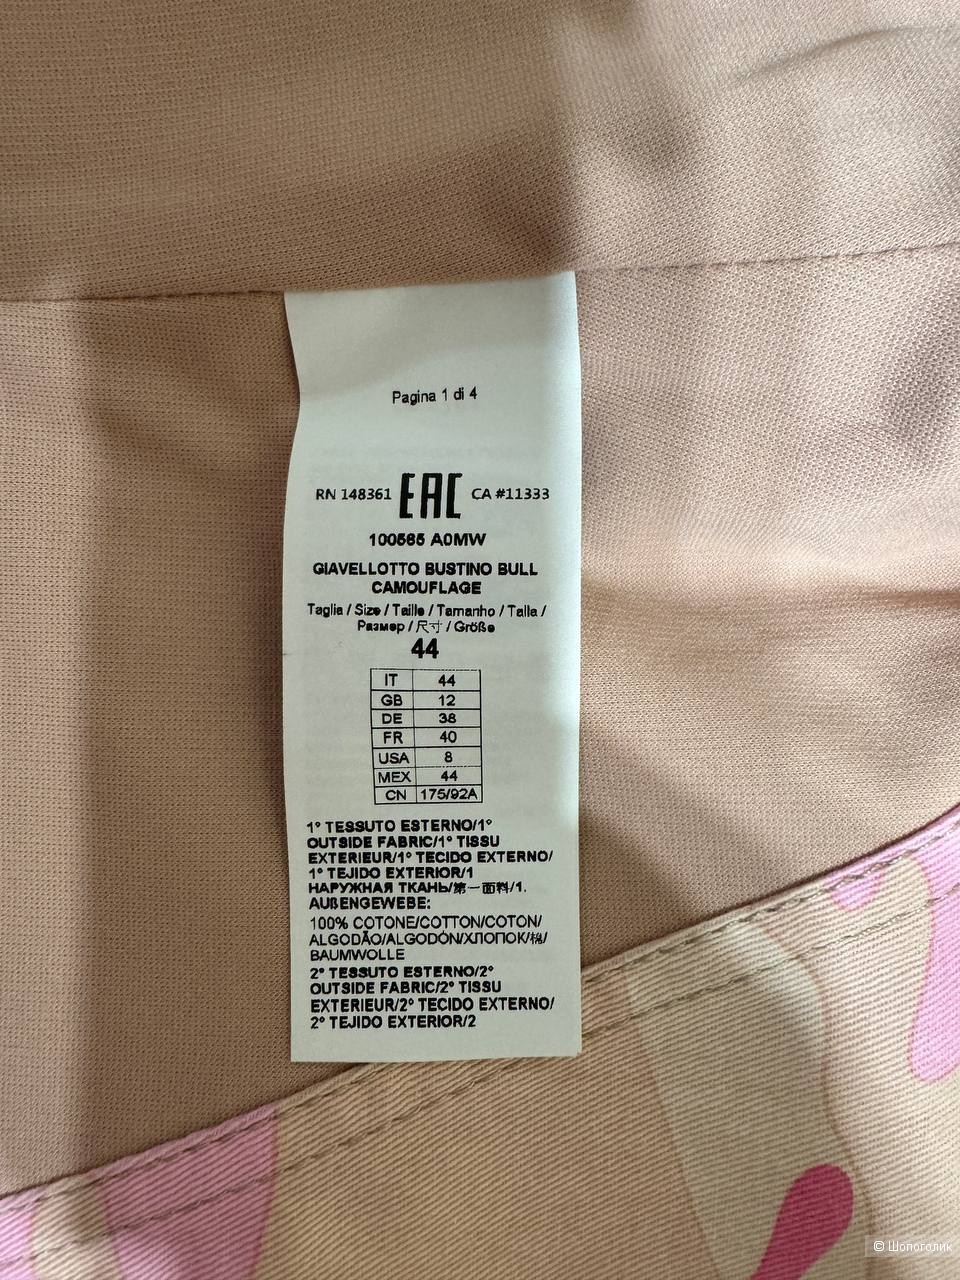 Pagina 1 di 4
RN 148361 EAC CA #11333
100585 A0MW
GIAVELLOTTO BUSTINO BULL
CAMOUFLAGE
Taglia / Size / Taille / Tamanho / Talla /
Размер / 尺寸 / Größe
44
IT 44
GB 12
DE 38
FR 40
USA 8
MEX 44
CN 175/92A
1° TESSUTO ESTERNO/1°
OUTSIDE FABRIC/1° TISSU
EXTERIEUR/1° TECIDO EXTERNO/
1° TEJIDO EXTERIOR/1
НАРУЖНАЯ ТКАНЬ/第一面料/1.
AUßENGEWEBE:
100% COTONE/COTTON/COTON/
ALGODÃO/ALGODÓN/ХЛОПОК/棉/
BAUMWOLLE
2° TESSUTO ESTERNO/2°
OUTSIDE FABRIC/2° TISSU
EXTERIEUR/2° TECIDO EXTERNO/
2° TEJIDO EXTERIOR/2
© Шопоголик